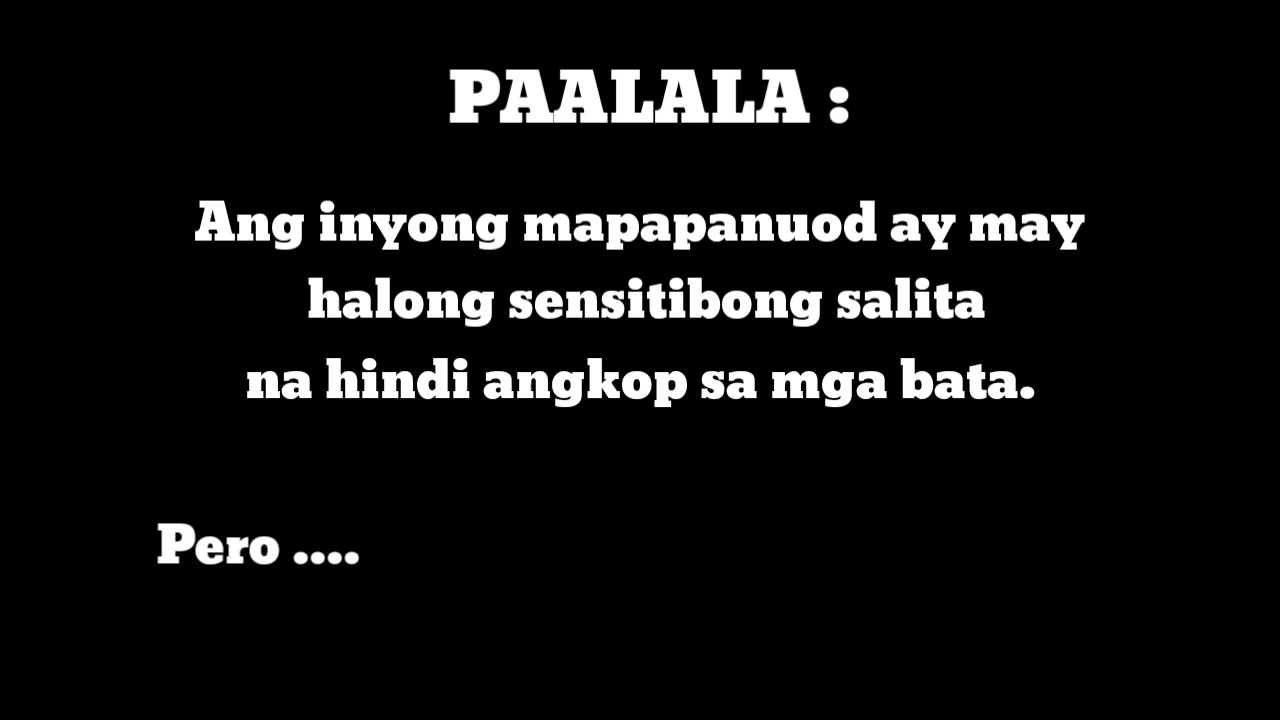 PAALALA :
Ang inyong mapapanuod ay may
halong sensitibong salita
na hindi angkop sa mga bata.
Pero ....